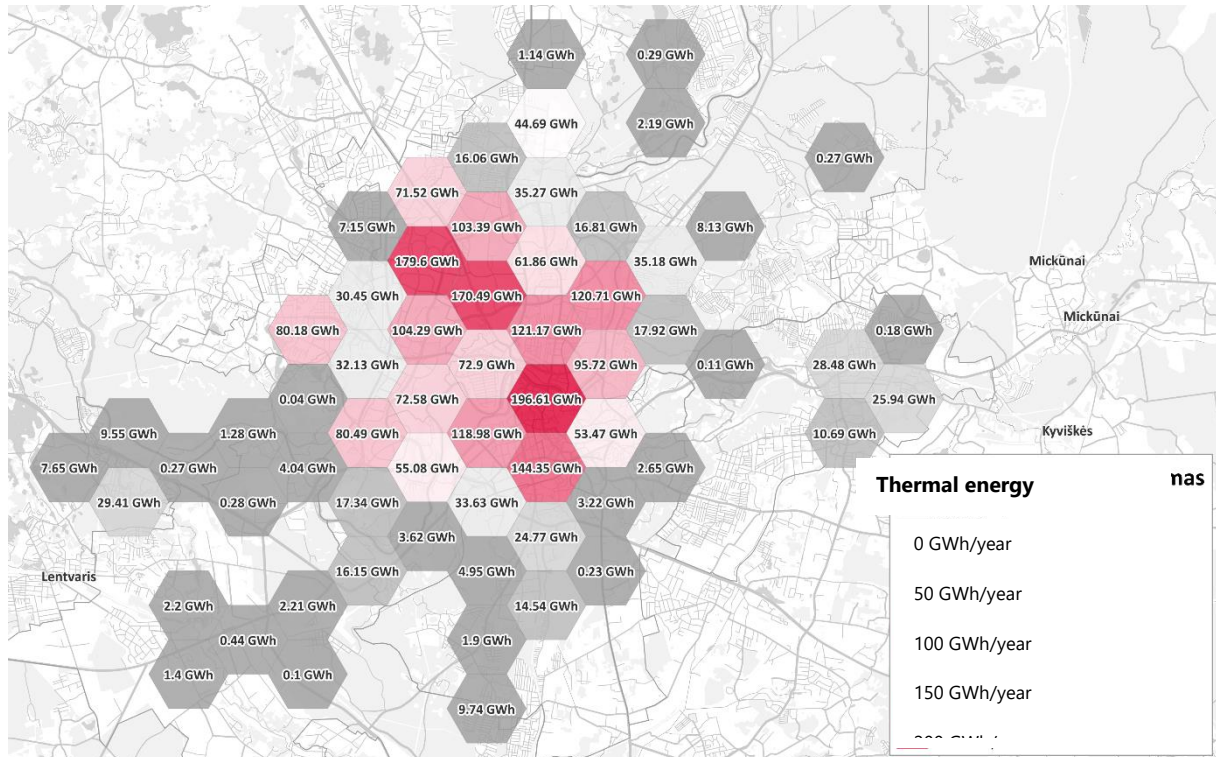 1.14 GWh
0.29 GWh
44.69 GWh
2.19 GWh
16.06 GWh
0.27 GWh
71.52 GWh
35.27 GWh
7.15 GWh
103.39 GWh
16.81 GWh
8.13 GWh
179.6 GWh
61.86 GWh
35.18 GWh
Mickūnai
30.45 GWh
170.49 GWh
120.71 GWh
Mickūnai
80.18 GWh
104.29 GWh
121.17 GWh
17.92 GWh
0.18 GWh
32.13 GWh
72.9 GWh
95.72 GWh
0.11 GWh
28.48 GWh
0.04 GWh
72.58 GWh
196.61 GWh
25.94 GWh
9.55 GWh
1.28 GWh
80.49 GWh
118.98 GWh
53.47 GWh
10.69 GWh
Kyviškės
7.65 GWh
0.27 GWh
4.04 GWh
55.08 GWh
144.35 GWh
2.65 GWh
29.41 GWh
0.28 GWh
17.34 GWh
33.63 GWh
3.22 GWh
3.62 GWh
24.77 GWh
Lentvaris
16.15 GWh
4.95 GWh
0.23 GWh
2.2 GWh
2.21 GWh
14.54 GWh
0.44 GWh
1.9 GWh
1.4 GWh
0.1 GWh
9.74 GWh
Thermal energy
0 GWh/year
50 GWh/year
100 GWh/year
150 GWh/year